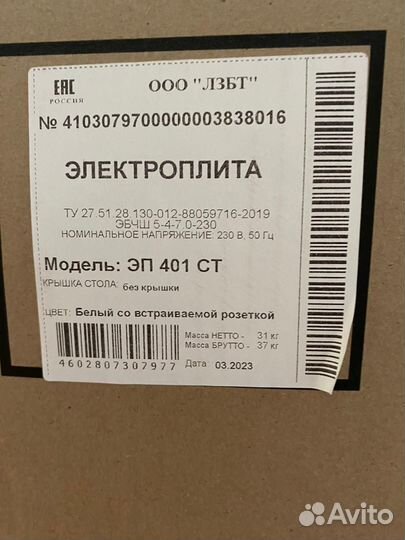 ЕАС
РОССИЯ
ООО "ЛЗБТ"
№ 4103079700000003838016
ЭЛЕКТРОПЛИТА
ТУ 27.51.28.130-012-88059716-2019
ЭБЧШ 5-4-7,0-230
НОМИНАЛЬНОЕ НАПРЯЖЕНИЕ: 230 В, 50 Гц
Модель: ЭП 401 СТ
КРЫШКА СТОЛА: без крышки
ЦВЕТ: Белый со встраиваемой розеткой
Масса НЕТТО - 31 кг
Масса БРУТТО - 37 кг
4602807307977
Дата 03.2023
Avito